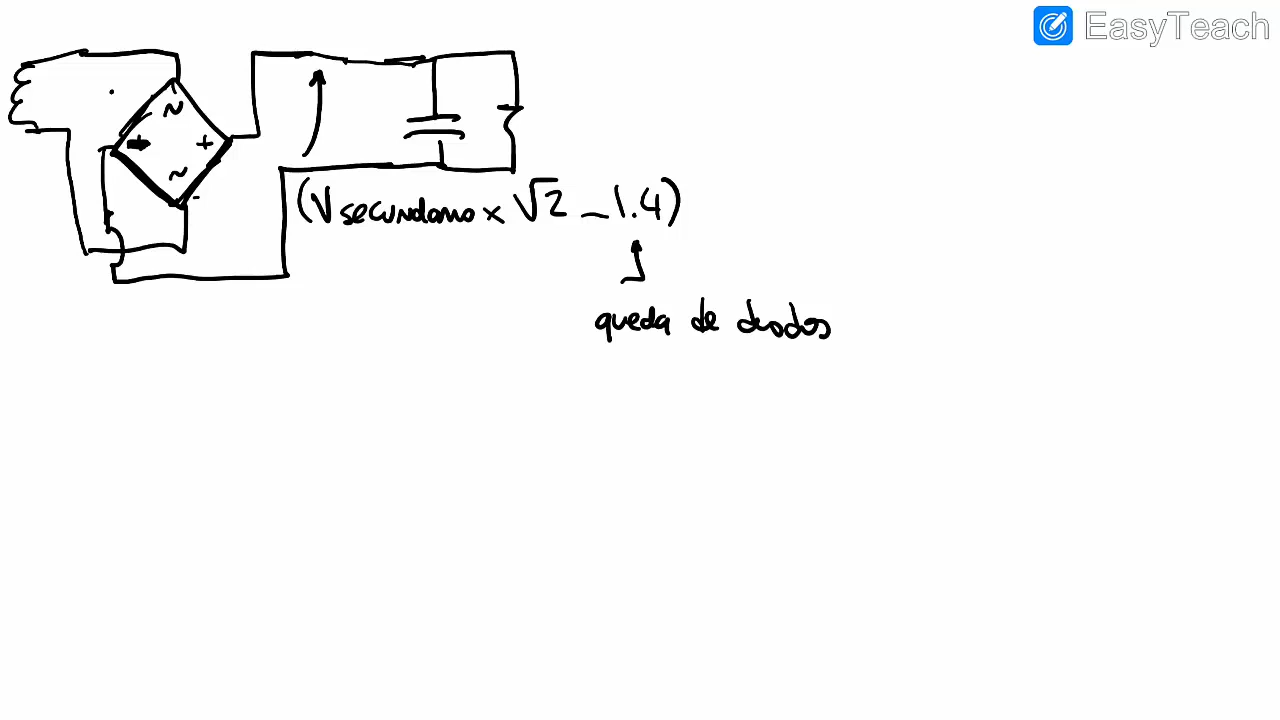 EasyTeach
~
- +
~
(Vsecundario x √2 - 1.4)
queda de diodos